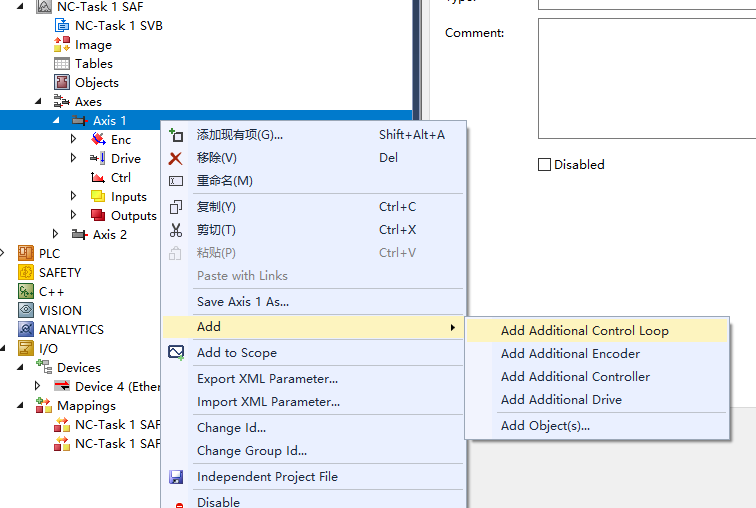 NC-Task 1 SAF
NC-Task 1 SVB
Image
Tables
Objects
Axes
Axis 1
Enc
Drive
Ctrl
Inputs
Outputs
Axis 2
PLC
SAFETY
C++
VISION
ANALYTICS
I/O
Devices
Device 4 (Ether
Mappings
NC-Task 1 SAF
NC-Task 1 SAF
添加现有项(G)... Shift+Alt+A
移除(V) Del
重命名(M)
复制(Y) Ctrl+C
剪切(T) Ctrl+X
粘贴(P) Ctrl+V
Paste with Links
Save Axis 1 As...
Add
Add to Scope
Export XML Parameter...
Import XML Parameter...
Change Id...
Change Group Id...
Independent Project File
Disable
Add Additional Control Loop
Add Additional Encoder
Add Additional Controller
Add Additional Drive
Add Object(s)...
Comment:
Disabled